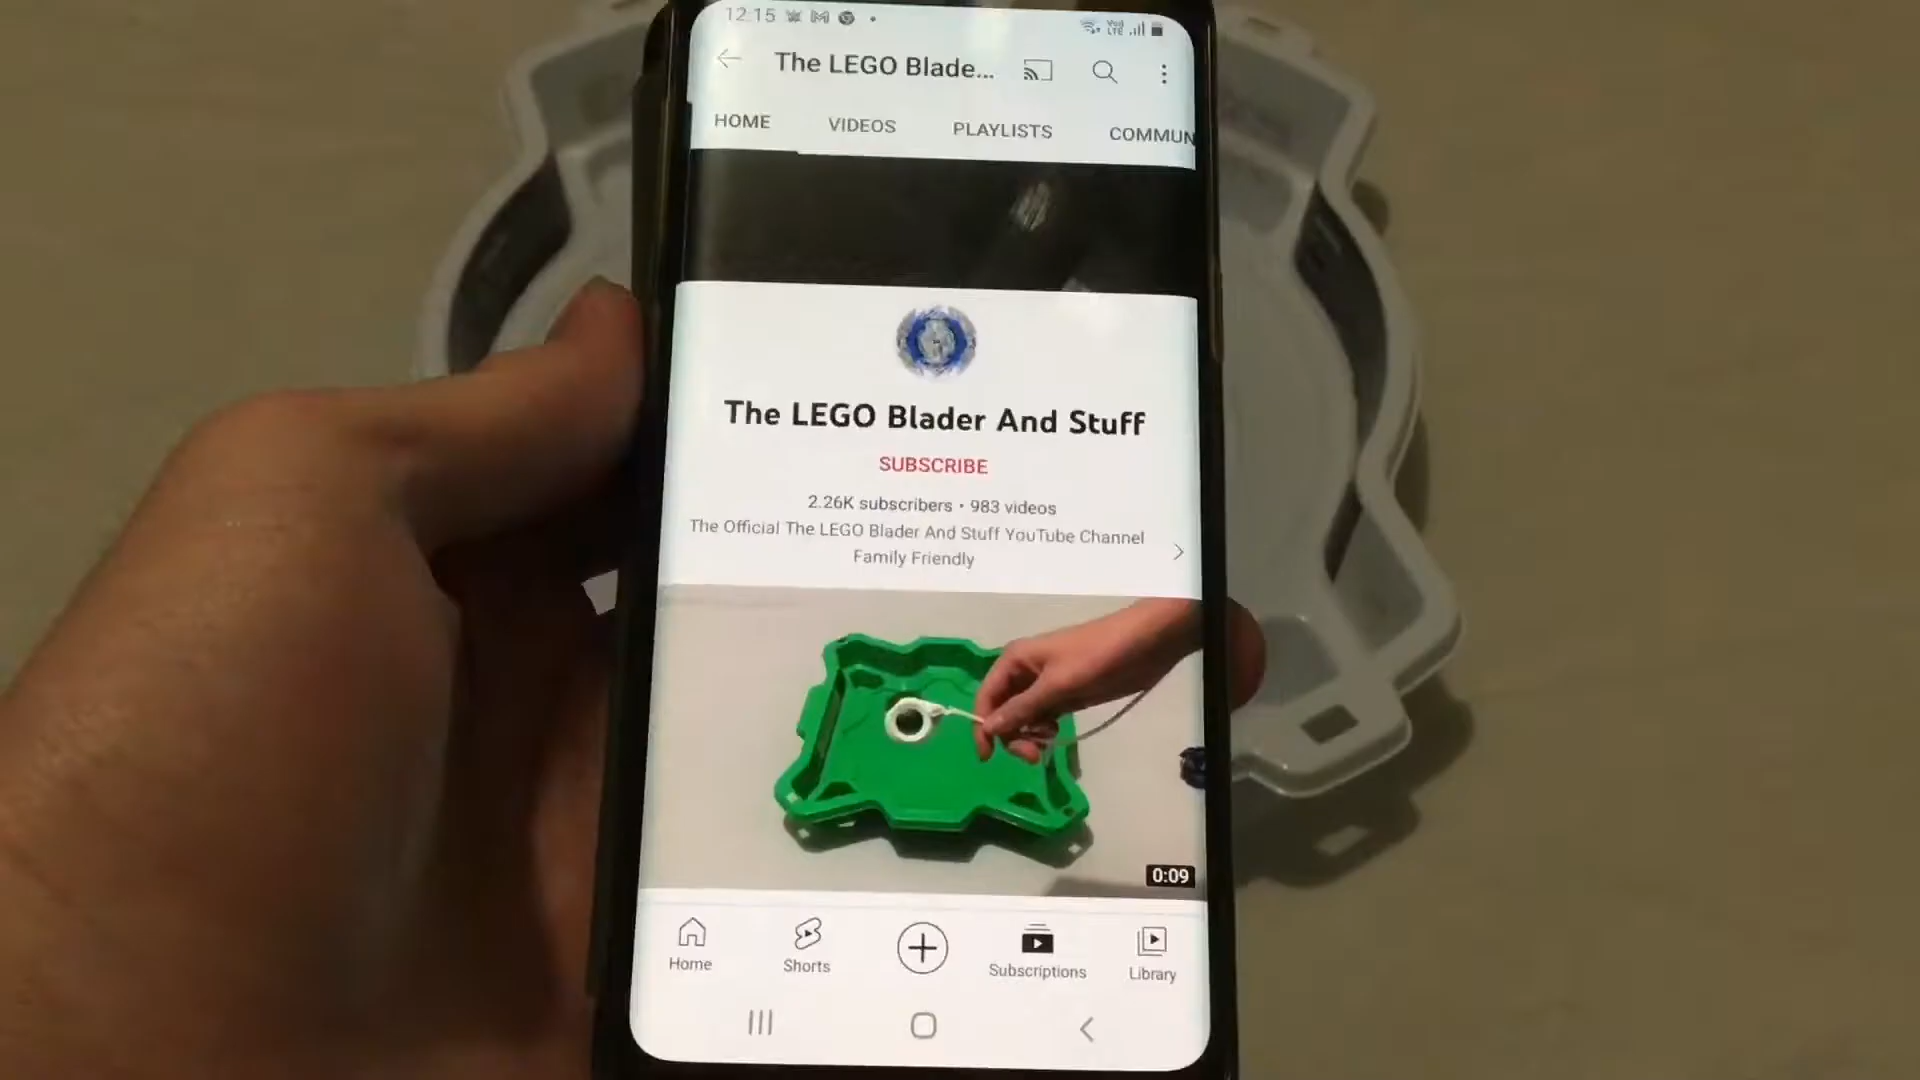 12:15
The LEGO Blade...
HOME VIDEOS PLAYLISTS COMMUN
The LEGO Blader And Stuff
SUBSCRIBE
2.26K subscribers • 983 videos
The Official The LEGO Blader And Stuff YouTube Channel
Family Friendly
0:09
Home Shorts Subscriptions Library